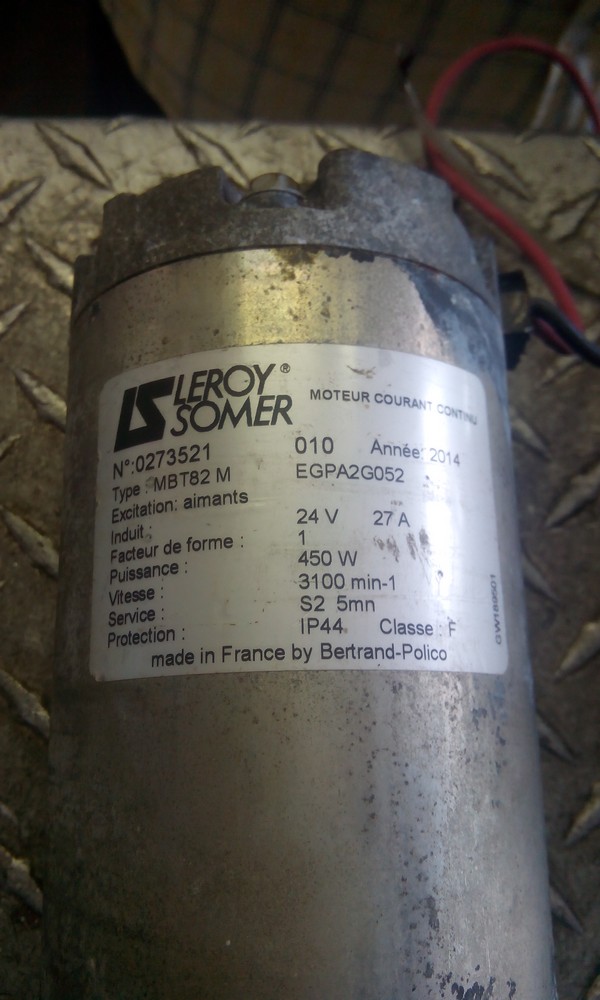 LS LEROY® SOMER
MOTEUR COURANT CONTINU
N°:0273521 010 Année: 2014
Type : MBT82 M EGPA2G052
Excitation: aimants
Induit : 24 V 27 A
Facteur de forme : 1
Puissance : 450 W
Vitesse : 3100 min-1
Service : S2 5mn
Protection : IP44 Classe : F
made in France by Bertrand-Polico